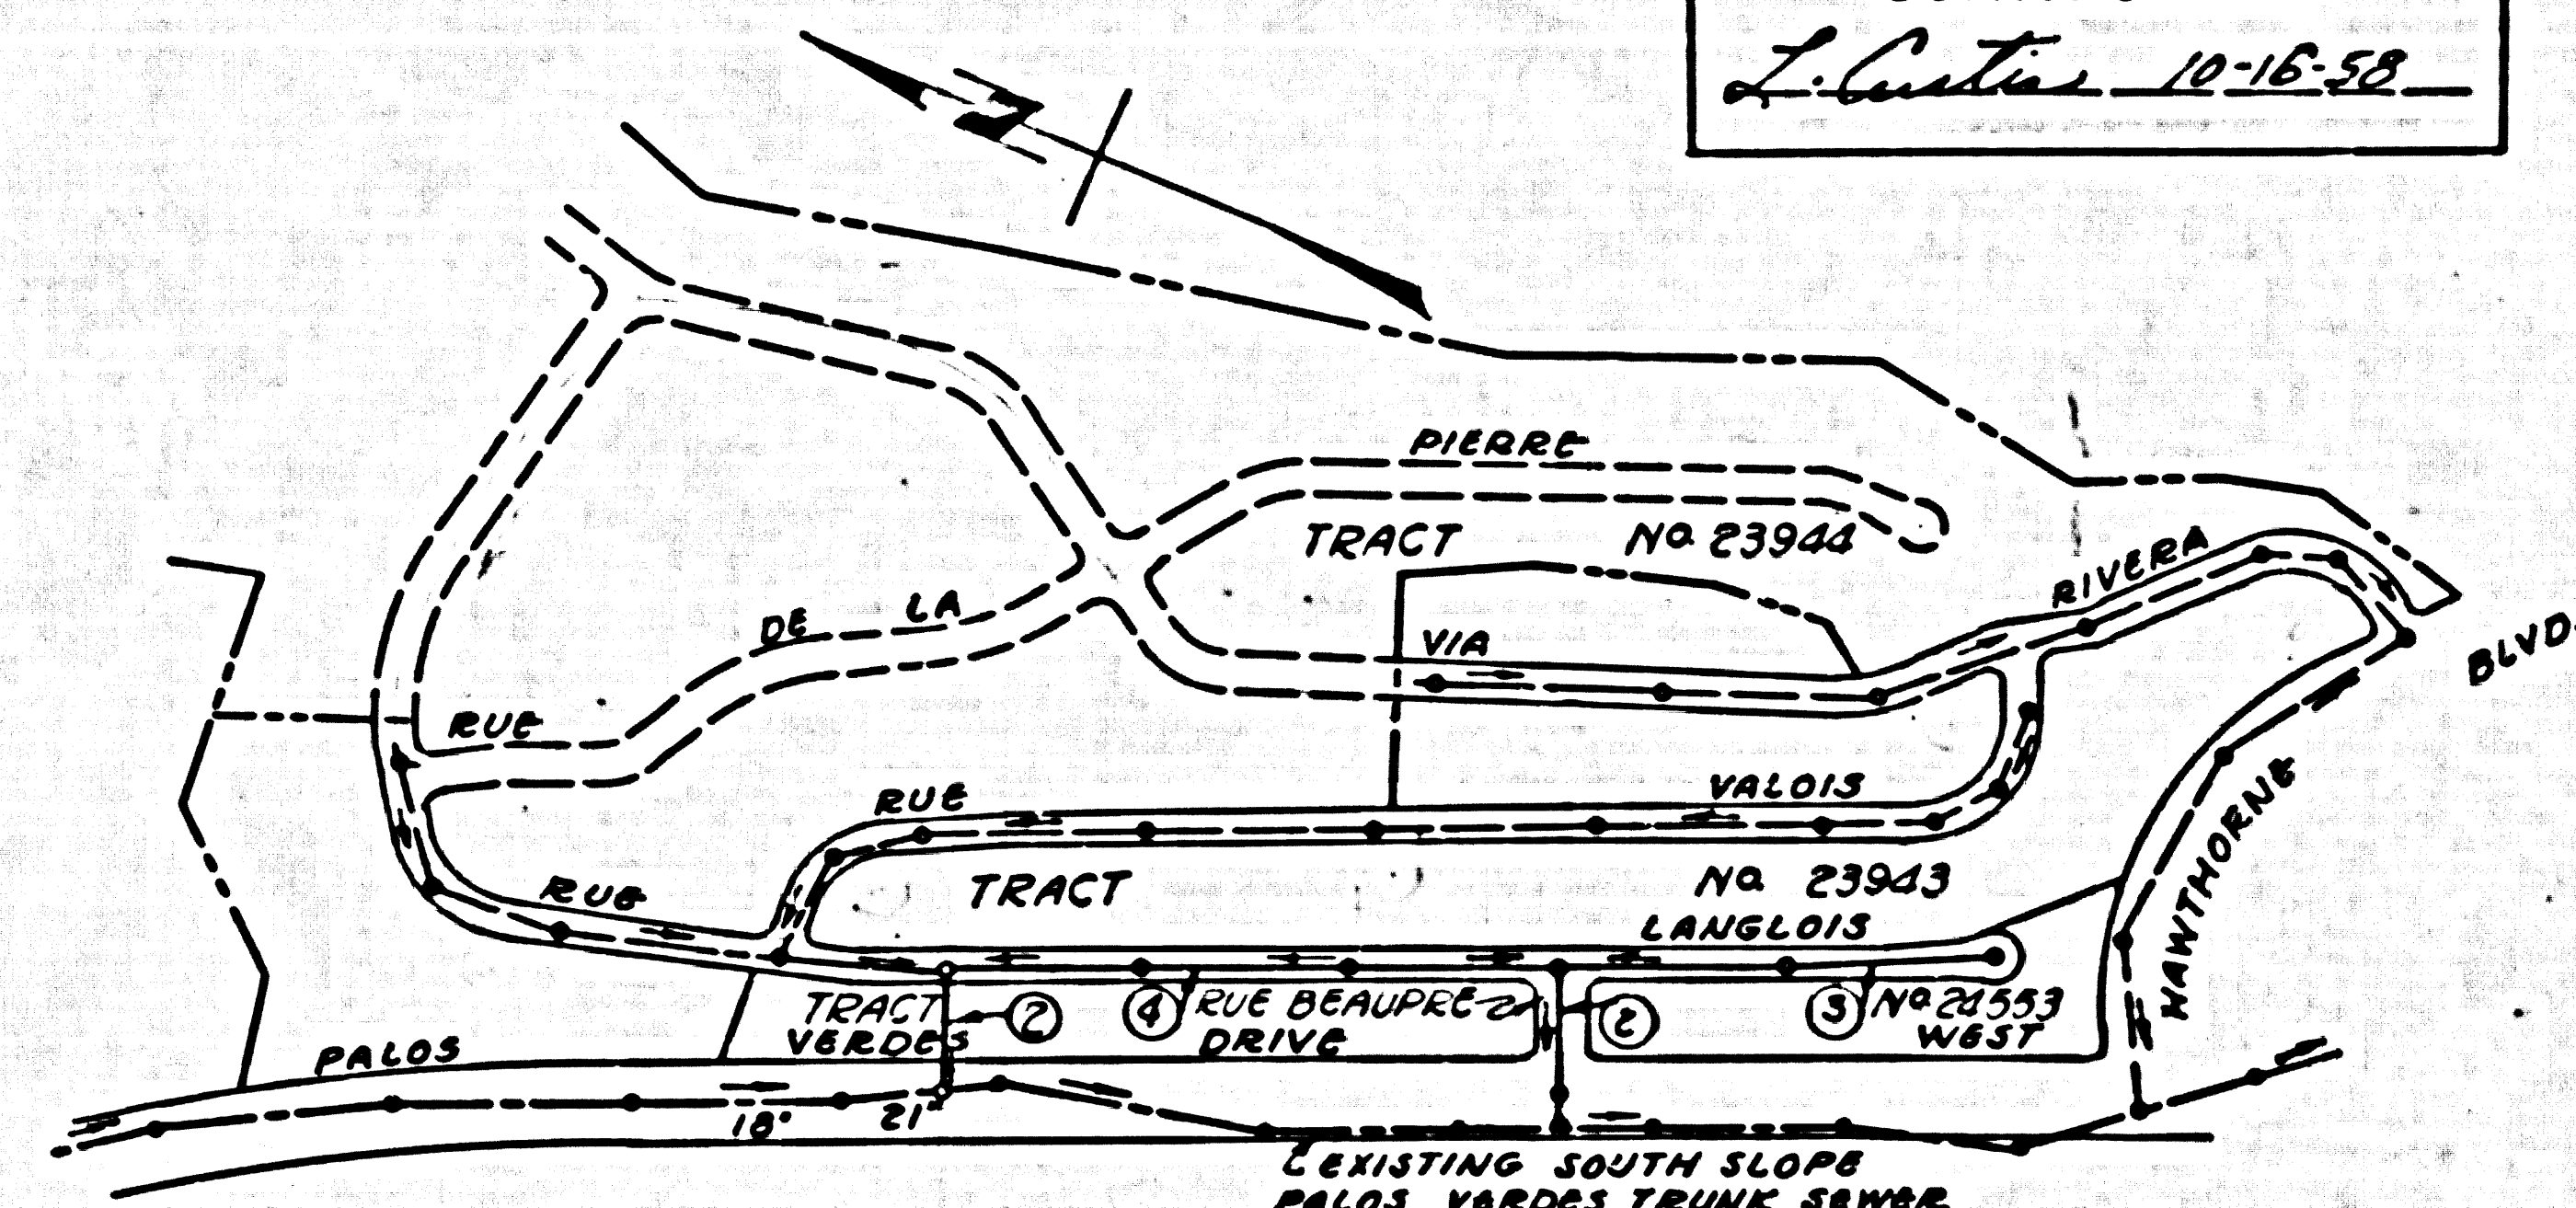 L. Curtis 10-16-58
N
PIERRE
TRACT No. 23944
RIVERA
DE LA
VIA
BLVD.
RUE
RUE VALOIS
HAWTHORNE
RUE
TRACT No. 23943
LANGLOIS
TRACT 2 4 RUE BEAUPRE 2 3 No. 24553
VERDES DRIVE WEST
PALOS
18" 21"
EXISTING SOUTH SLOPE
PALOS VERDES TRUNK SEWER